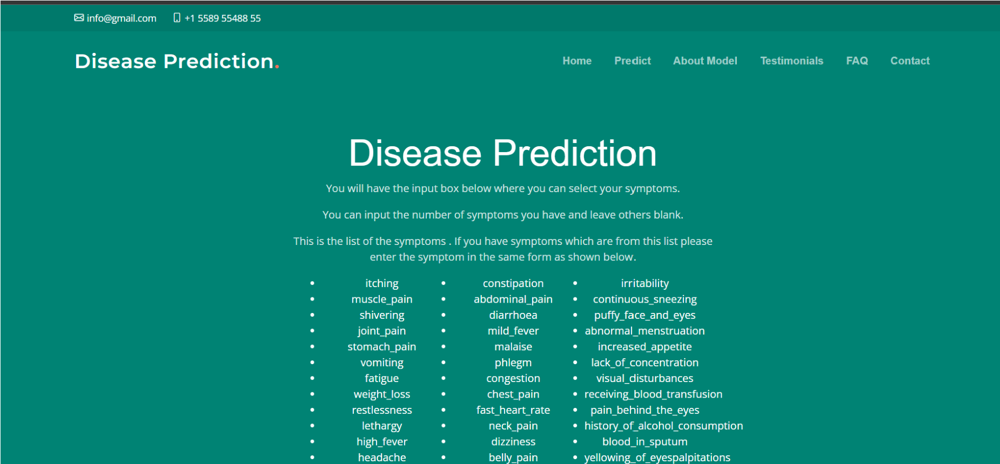 info@gmail.com +1 5589 55488 55
Disease Prediction.
Home Predict About Model Testimonials FAQ Contact
Disease Prediction
You will have the input box below where you can select your symptoms.
You can input the number of symptoms you have and leave others blank.
This is the list of the symptoms . If you have symptoms which are from this list please
enter the symptom in the same form as shown below.
• itching • constipation • irritability
• muscle_pain • abdominal_pain • continuous_sneezing
• shivering • diarrhoea • puffy_face_and_eyes
• joint_pain • mild_fever • abnormal_menstruation
• stomach_pain • malaise • increased_appetite
• vomiting • phlegm • lack_of_concentration
• fatigue • congestion • visual_disturbances
• weight_loss • chest_pain • receiving_blood_transfusion
• restlessness • fast_heart_rate • pain_behind_the_eyes
• lethargy • neck_pain • history_of_alcohol_consumption
• high_fever • dizziness • blood_in_sputum
• headache • belly_pain • yellowing_of_eyespalpitations